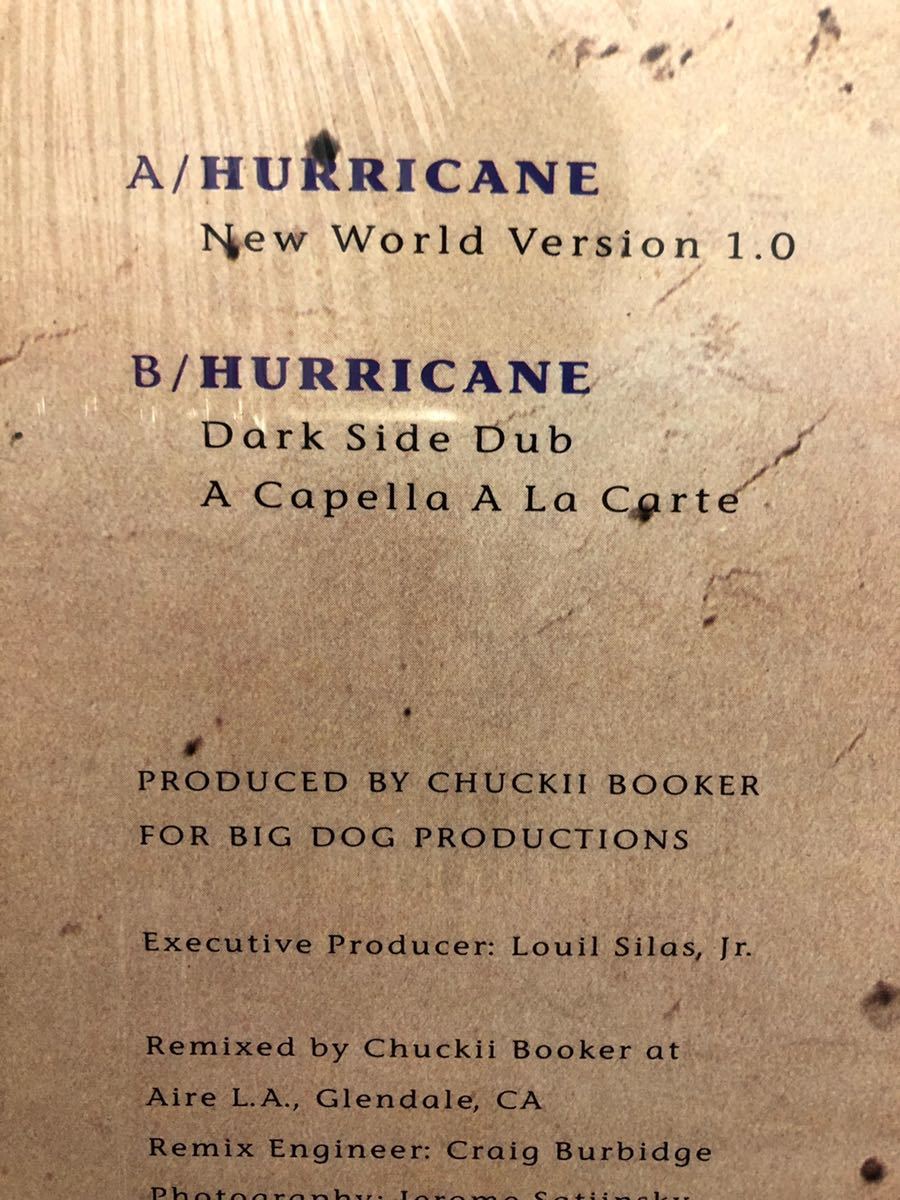 A/HURRICANE
New World Version 1.0
B/HURRICANE
Dark Side Dub
A Capella A La Carte
PRODUCED BY CHUCKII BOOKER
FOR BIG DOG PRODUCTIONS
Executive Producer: Louil Silas, Jr.
Remixed by Chuckii Booker at
Aire L.A., Glendale, CA
Remix Engineer: Craig Burbidge
Photography: Jerome